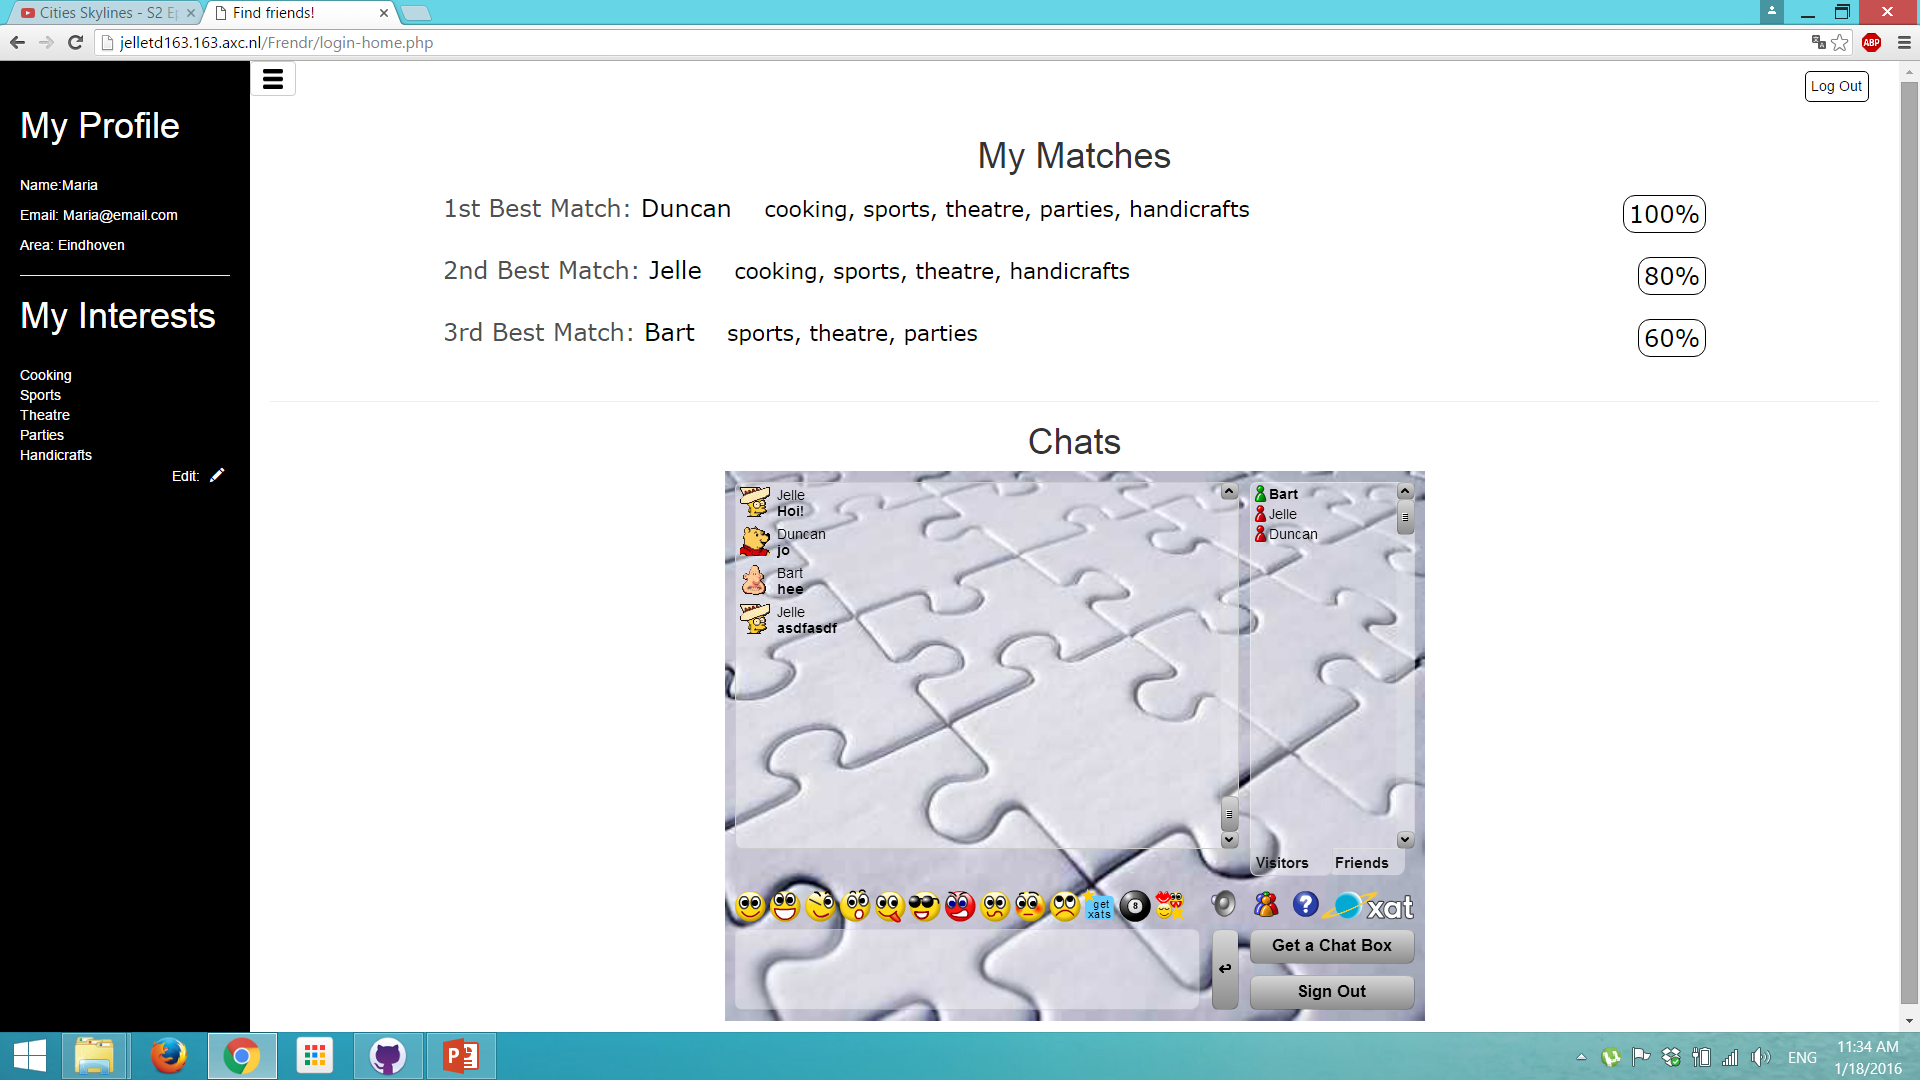 Cities Skylines - S2 Ep
Find friends!
jelletd163.163.axc.nl/Frendr/login-home.php
ABP
Log Out
My Profile
Name:Maria
Email: Maria@email.com
Area: Eindhoven
My Interests
Cooking
Sports
Theatre
Parties
Handicrafts
Edit:
My Matches
1st Best Match: Duncan cooking, sports, theatre, parties, handicrafts 100%
2nd Best Match: Jelle cooking, sports, theatre, handicrafts 80%
3rd Best Match: Bart sports, theatre, parties 60%
Chats
Jelle
Hoi!
Duncan
jo
Bart
hee
Jelle
asdfasdf
Bart
Jelle
Duncan
Visitors Friends
get
xats
8
?
xat
Get a Chat Box
Sign Out
ENG
11:34 AM
1/18/2016